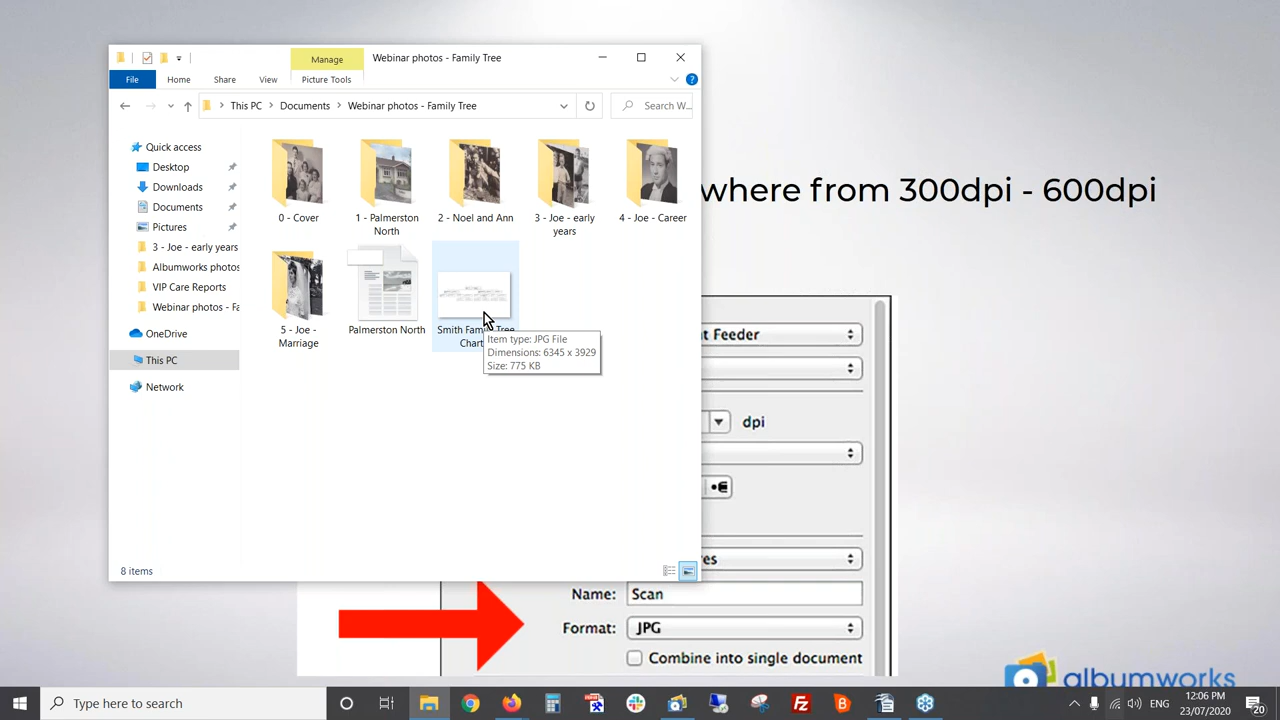 Manage
Webinar photos - Family Tree
File
Home
Share
View
Picture Tools
This PC
Documents
Webinar photos - Family Tree
Search W...
Quick access
Desktop
Downloads
Documents
Pictures
3 - Joe - early years
Albumworks photos
VIP Care Reports
Webinar photos - Fa
OneDrive
This PC
Network
0 - Cover
1 - Palmerston
North
2 - Noel and Ann
3 - Joe - early
years
4 - Joe - Career
5 - Joe -
Marriage
Palmerston North
Smith Family Tree
Chart
Item type: JPG File
Dimensions: 6345 x 3929
Size: 775 KB
8 items
where from 300dpi - 600dpi
t Feeder
dpi
es
Name:
Scan
Format:
JPG
Combine into single document
albumworks
Type here to search
ENG
12:06 PM
23/07/2020
20